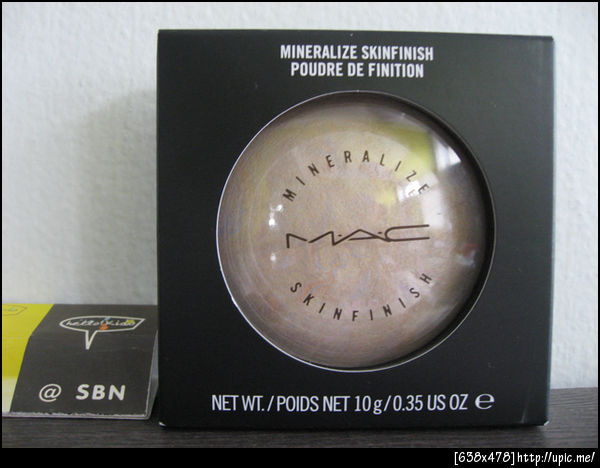 MINERALIZE SKINFINISH
POUDRE DE FINITION
MINERALIZE
M·A·C
SKINFINISH
NET WT./POIDS NET 10 g/0.35 US OZ e
@ SBN
[638x478]http://upic.me/